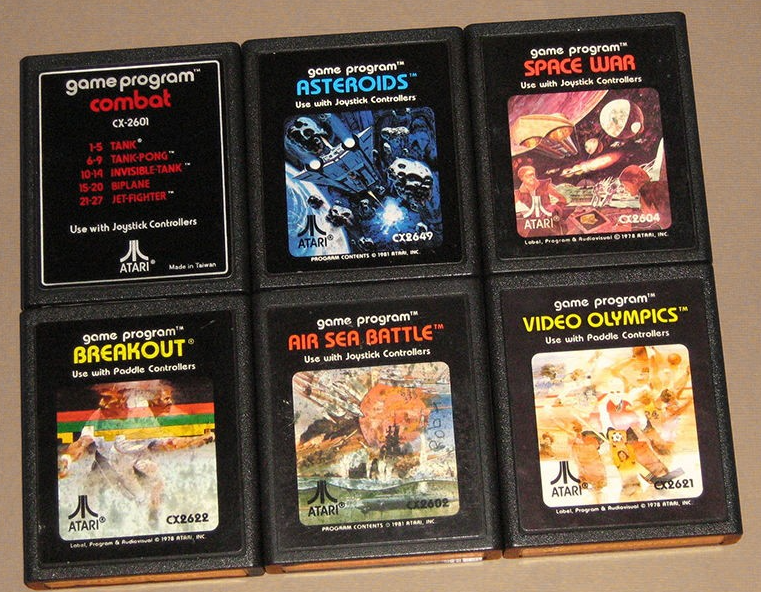 game program™
combat
CX-2601
1-5 TANK®
6-9 TANK-PONG™
10-14 INVISIBLE-TANK™
15-20 BIPLANE
21-27 JET-FIGHTER™
Use with Joystick Controllers
ATARI®
Made in Taiwan
game program™
ASTEROIDS™
Use with Joystick Controllers
ATARI®
CX2649
PROGRAM CONTENTS © 1981 ATARI, INC.
game program™
SPACE WAR
Use with Joystick Controllers
ATARI®
CX2604
Label, Program & Audiovisual © 1978 ATARI, INC.
game program™
BREAKOUT®
Use with Paddle Controllers
ATARI®
CX2622
Label, Program & Audiovisual © 1978 ATARI, INC.
game program™
AIR SEA BATTLE™
Use with Joystick Controllers
ATARI®
CX2602
PROGRAM CONTENTS © 1981 ATARI, INC.
game program™
VIDEO OLYMPICS™
Use with Paddle Controllers
ATARI®
CX2621
Label, Program & Audiovisual © 1978 ATARI, INC.